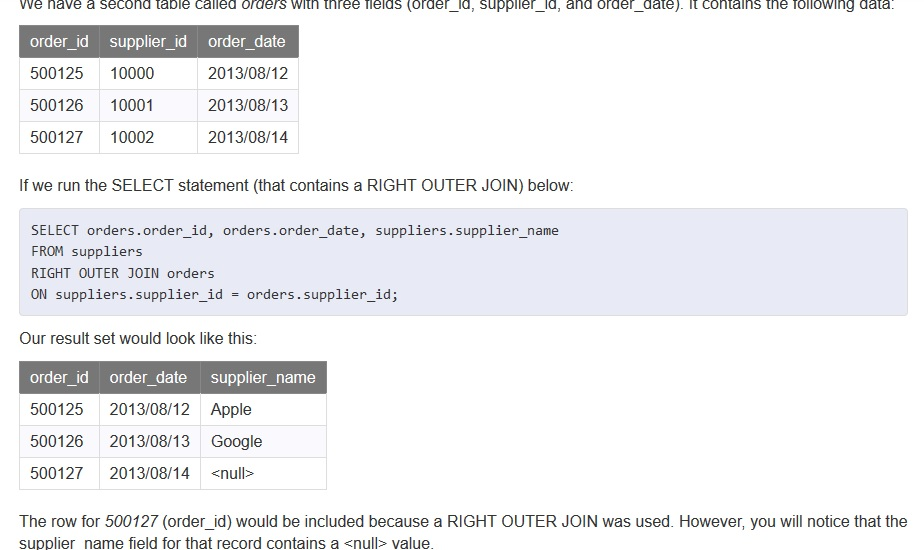 We have a second table called orders with three fields (order_id, supplier_id, and order_date). It contains the following data:
order_id supplier_id order_date
500125 10000 2013/08/12
500126 10001 2013/08/13
500127 10002 2013/08/14
If we run the SELECT statement (that contains a RIGHT OUTER JOIN) below:
SELECT orders.order_id, orders.order_date, suppliers.supplier_name
FROM suppliers
RIGHT OUTER JOIN orders
ON suppliers.supplier_id = orders.supplier_id;
Our result set would look like this:
order_id order_date supplier_name
500125 2013/08/12 Apple
500126 2013/08/13 Google
500127 2013/08/14 <null>
The row for 500127 (order_id) would be included because a RIGHT OUTER JOIN was used. However, you will notice that the
supplier_name field for that record contains a <null> value.